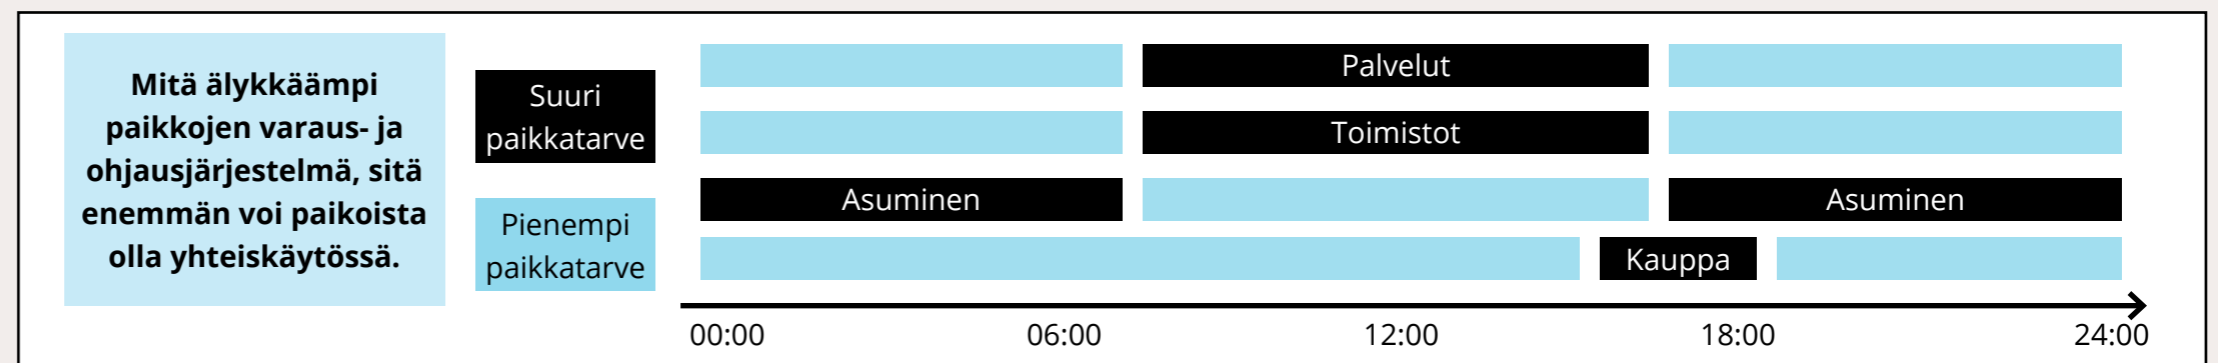 Mitä älykkäämpi
paikkojen varaus- ja
ohjausjärjestelmä, sitä
enemmän voi paikoista
olla yhteiskäytössä.
Suuri
paikkatarve
Pienempi
paikkatarve
Palvelut
Toimistot
Asuminen
Asuminen
Kauppa
00:00
06:00
12:00
18:00
24:00